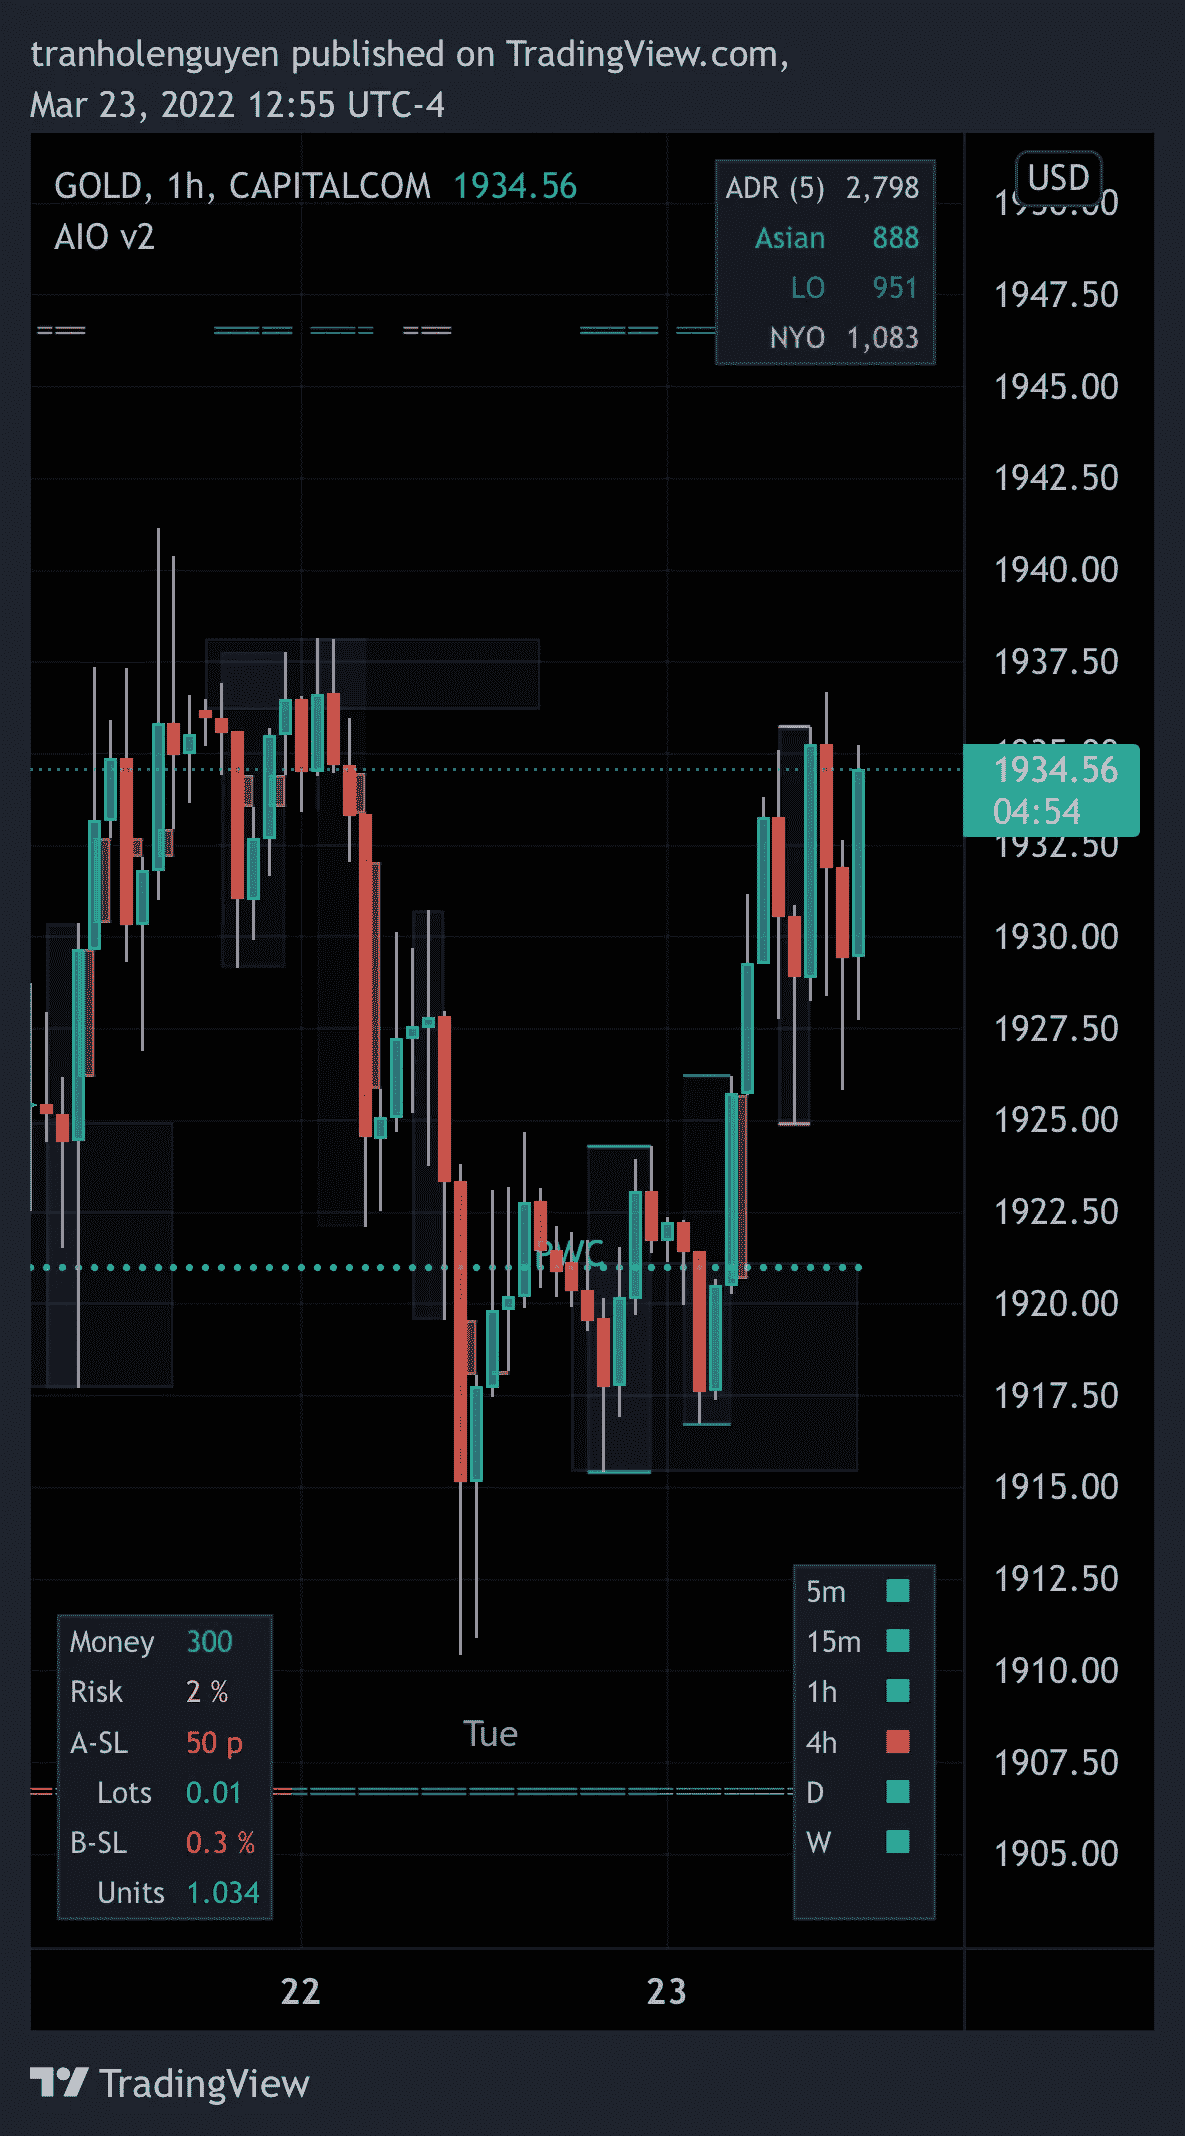 tranholenguyen published on TradingView.com,
Mar 23, 2022 12:55 UTC-4
GOLD, 1h, CAPITALCOM 1934.56
AIO v2
ADR (5) 2,798
Asian 888
LO 951
NYO 1,083
USD
1947.50
1945.00
1942.50
1940.00
1937.50
1934.56
04:54
1932.50
1930.00
1927.50
1925.00
1922.50
PWC
1920.00
1917.50
1915.00
1912.50
1910.00
1907.50
1905.00
Tue
Money 300
Risk 2 %
A-SL 50 p
Lots 0.01
B-SL 0.3 %
Units 1.034
5m
15m
1h
4h
D
W
22 23
TradingView